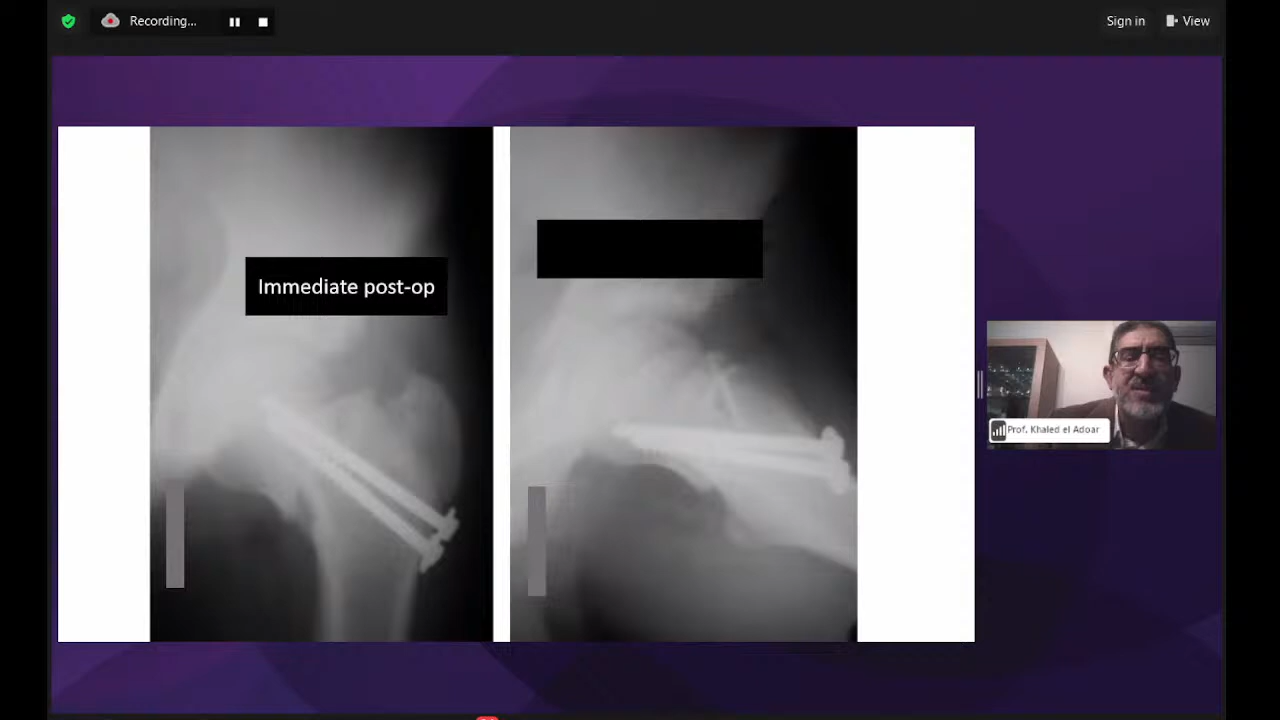 Recording...
Sign in
View
Immediate post-op
Prof. Khaled el Adoar